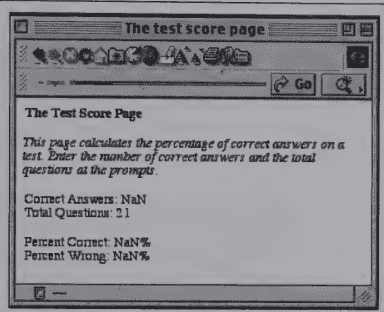 The test score page
Go
The Test Score Page
This page calculates the percentage of correct answers on a
test. Enter the number of correct answers and the total
questions at the prompts.
Correct Answers: NaN
Total Questions: 21
Percent Correct: NaN%
Percent Wrong: NaN%